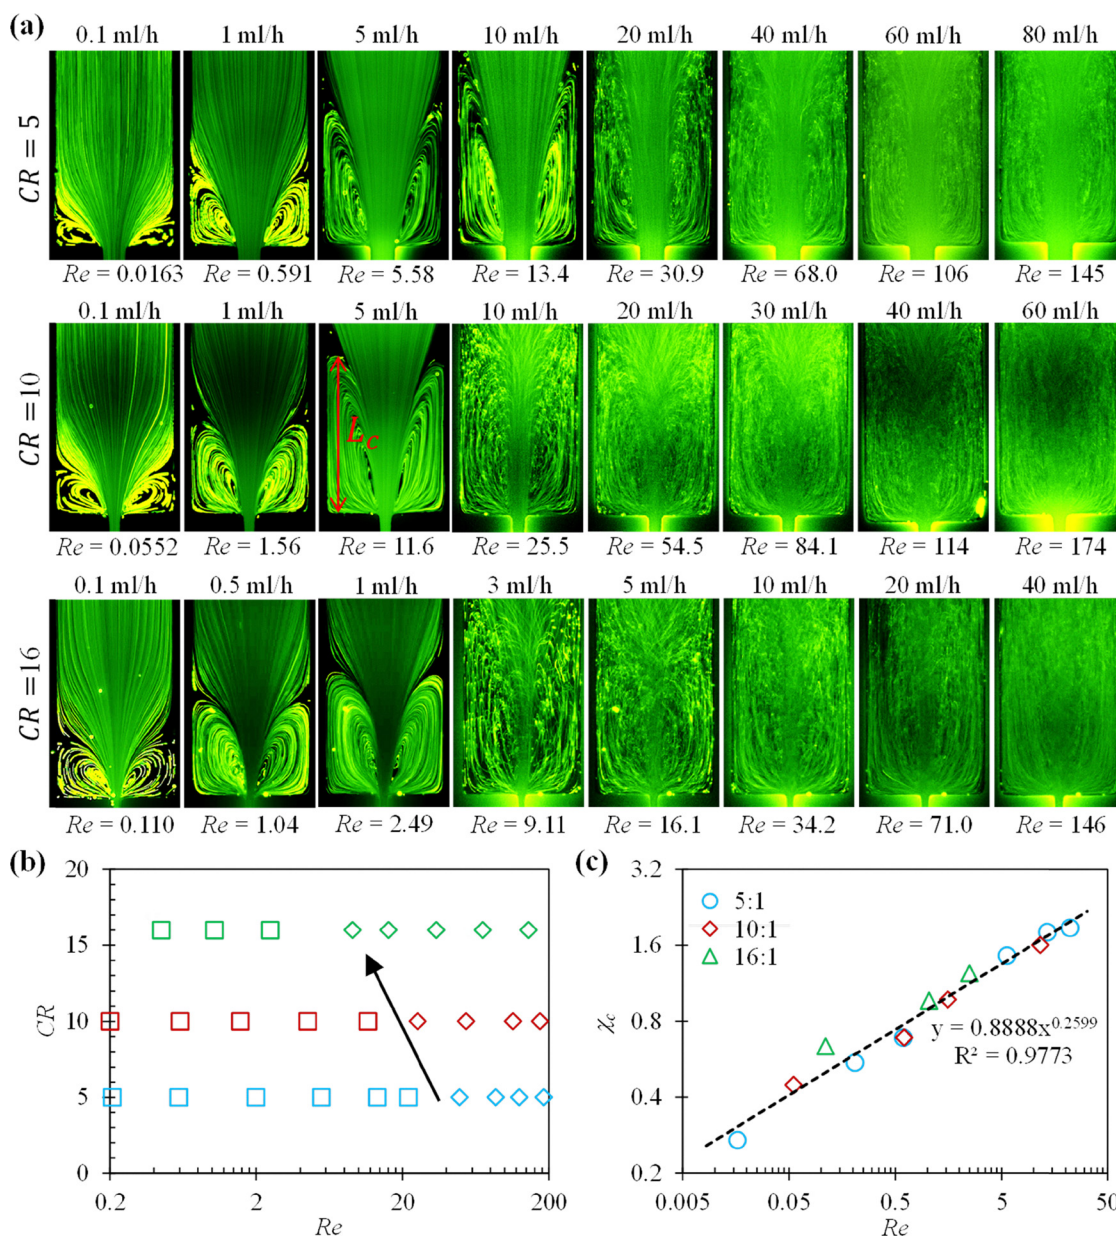 (a)
0.1 ml/h 1 ml/h 5 ml/h 10 ml/h 20 ml/h 40 ml/h 60 ml/h 80 ml/h
CR = 5
Re = 0.0163 Re = 0.591 Re = 5.58 Re = 13.4 Re = 30.9 Re = 68.0 Re = 106 Re = 145
0.1 ml/h 1 ml/h 5 ml/h 10 ml/h 20 ml/h 30 ml/h 40 ml/h 60 ml/h
CR = 10
L_C
Re = 0.0552 Re = 1.56 Re = 11.6 Re = 25.5 Re = 54.5 Re = 84.1 Re = 114 Re = 174
0.1 ml/h 0.5 ml/h 1 ml/h 3 ml/h 5 ml/h 10 ml/h 20 ml/h 40 ml/h
CR = 16
Re = 0.110 Re = 1.04 Re = 2.49 Re = 9.11 Re = 16.1 Re = 34.2 Re = 71.0 Re = 146
(b)
20
15
10
5
0
CR
0.2 2 20 200
Re
(c)
3.2
1.6
0.8
0.4
0.2
χ_c
5:1
10:1
16:1
y = 0.8888x^0.2599
R² = 0.9773
0.005 0.05 0.5 5 50
Re